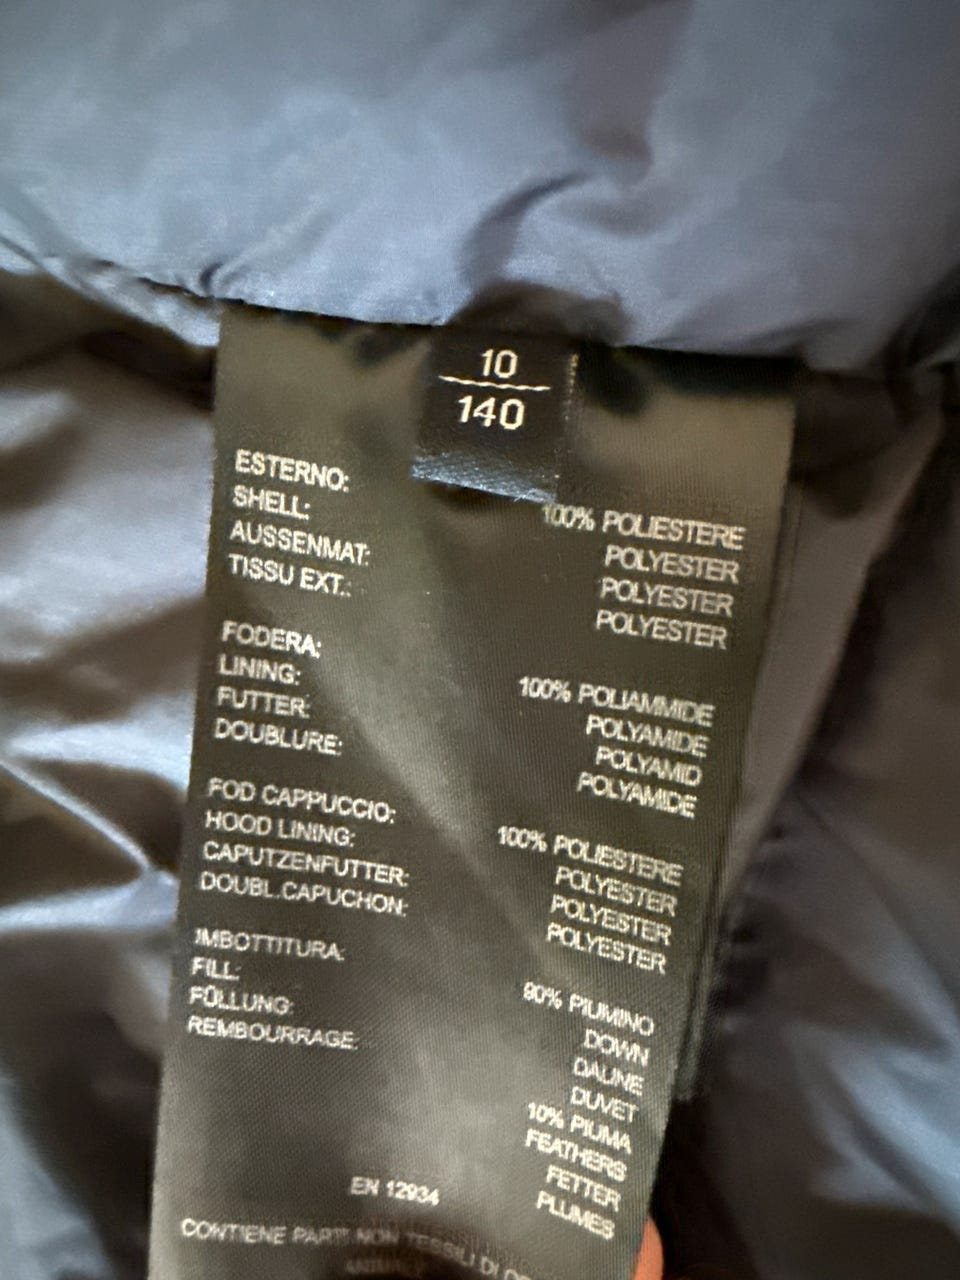 10
140
ESTERNO: 100% POLIESTERE
SHELL: POLYESTER
AUSSENMAT: POLYESTER
TISSU EXT.: POLYESTER
FODERA: 100% POLIAMMIDE
LINING: POLYAMIDE
FUTTER: POLYAMID
DOUBLURE: POLYAMIDE
FOD CAPPUCCIO: 100% POLIESTERE
HOOD LINING: POLYESTER
CAPUTZENFUTTER: POLYESTER
DOUBL.CAPUCHON: POLYESTER
IMBOTTITURA: 90% PIUMINO
FILL: DOWN
FÜLLUNG: DAUNE
REMBOURRAGE: DUVET
10% PIUMA
FEATHERS
FETTER
PLUMES
EN 12934
CONTIENE PARTI NON TESSILI DI